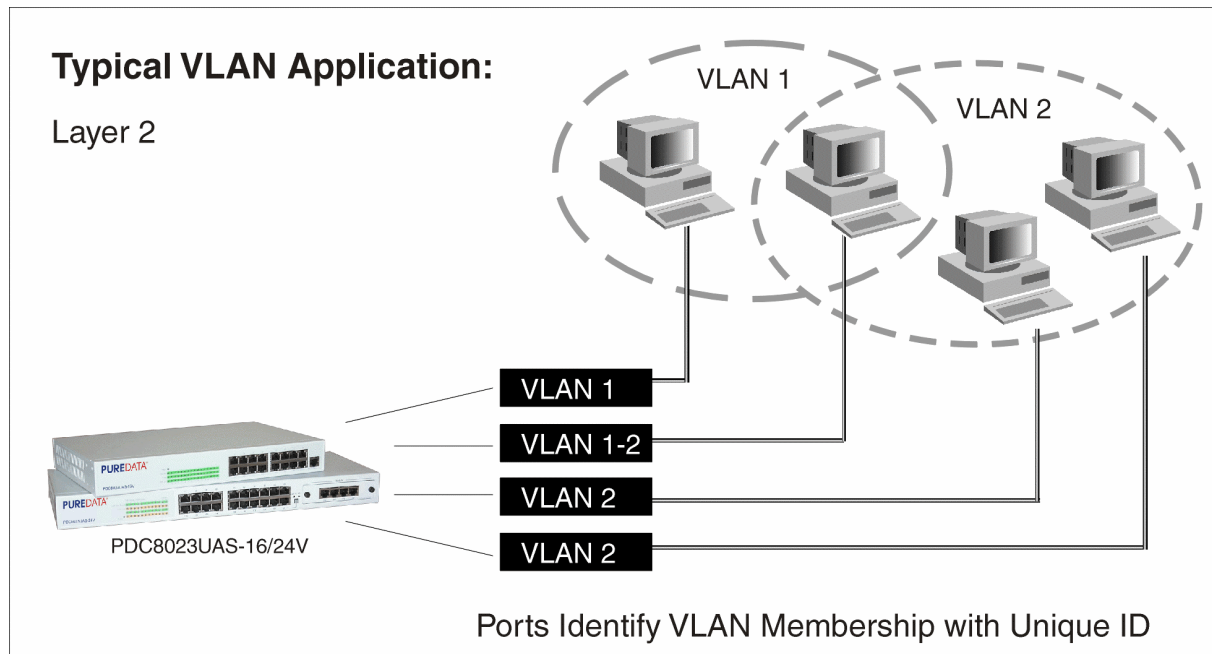 Typical VLAN Application:
Layer 2
VLAN 1
VLAN 2
VLAN 1
VLAN 1-2
VLAN 2
VLAN 2
PUREDATA
PUREDATA
PDC8023UAS-16/24V
Ports Identify VLAN Membership with Unique ID